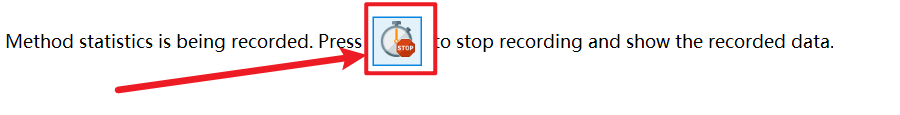 Method statistics is being recorded. Press STOP to stop recording and show the recorded data.